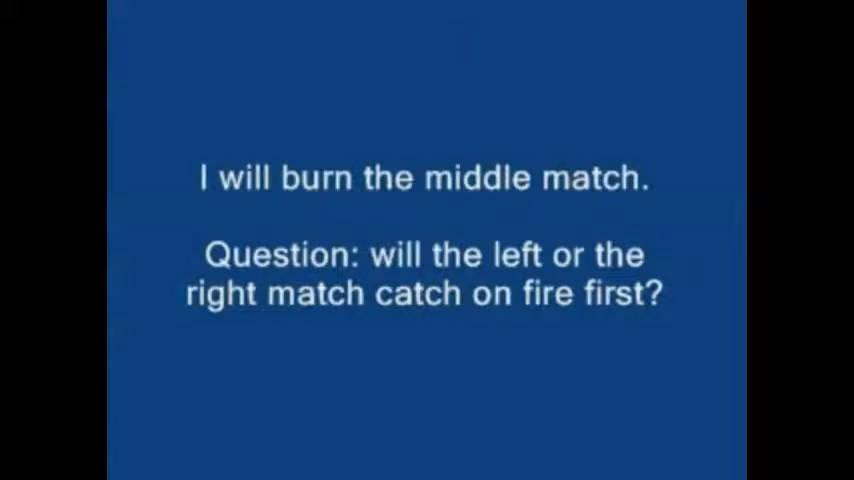 I will burn the middle match.
Question: will the left or the
right match catch on fire first?